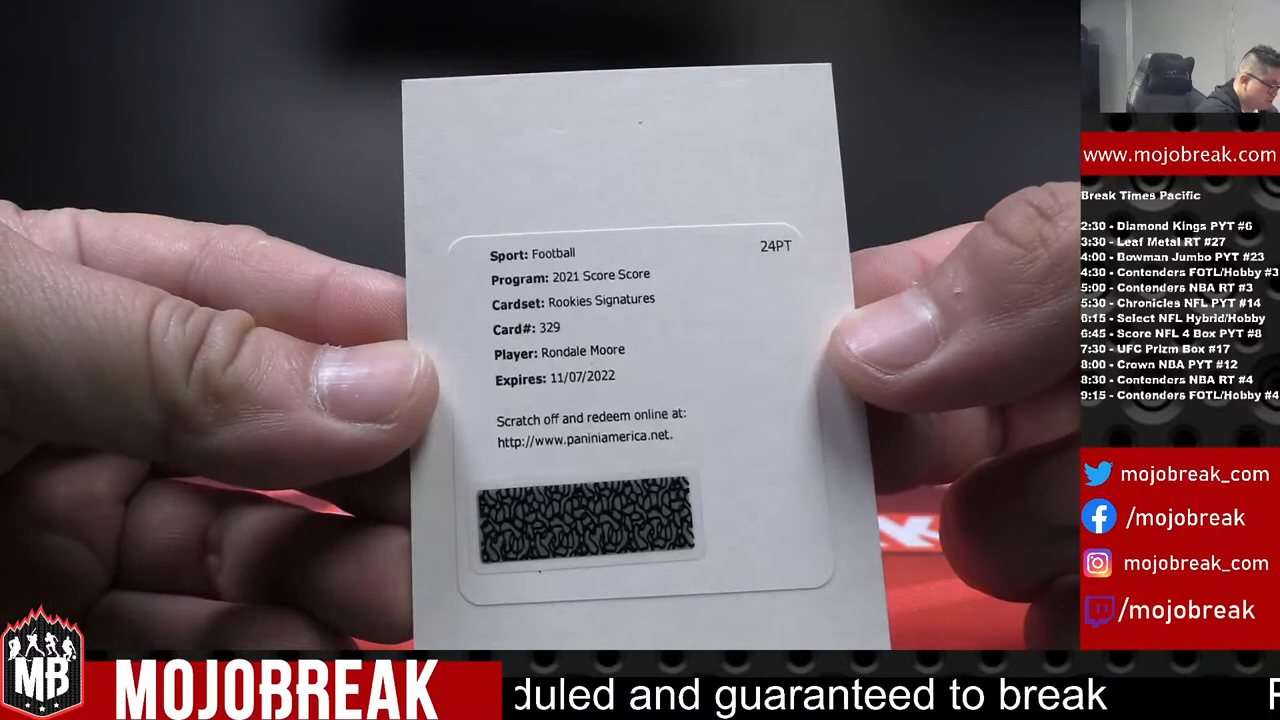 Sport: Football
24PT
Program: 2021 Score Score
Cardset: Rookies Signatures
Card#: 329
Player: Rondale Moore
Expires: 11/07/2022
Scratch off and redeem online at:
http://www.paniniamerica.net.
www.mojobreak.com
Break Times Pacific
2:30 - Diamond Kings PYT #6
3:30 - Leaf Metal RT #27
4:00 - Bowman Jumbo PYT #23
4:30 - Contenders FOTL/Hobby #3
5:00 - Contenders NBA RT #3
5:30 - Chronicles NFL PYT #14
6:15 - Select NFL Hybrid/Hobby
6:45 - Score NFL 4 Box PYT #8
7:30 - UFC Prizm Box #17
8:00 - Crown NBA PYT #12
8:30 - Contenders NBA RT #4
9:15 - Contenders FOTL/Hobby #4
mojobreak_com
/mojobreak
mojobreak_com
/mojobreak
MB
MOJOBREAK
duled and guaranteed to break